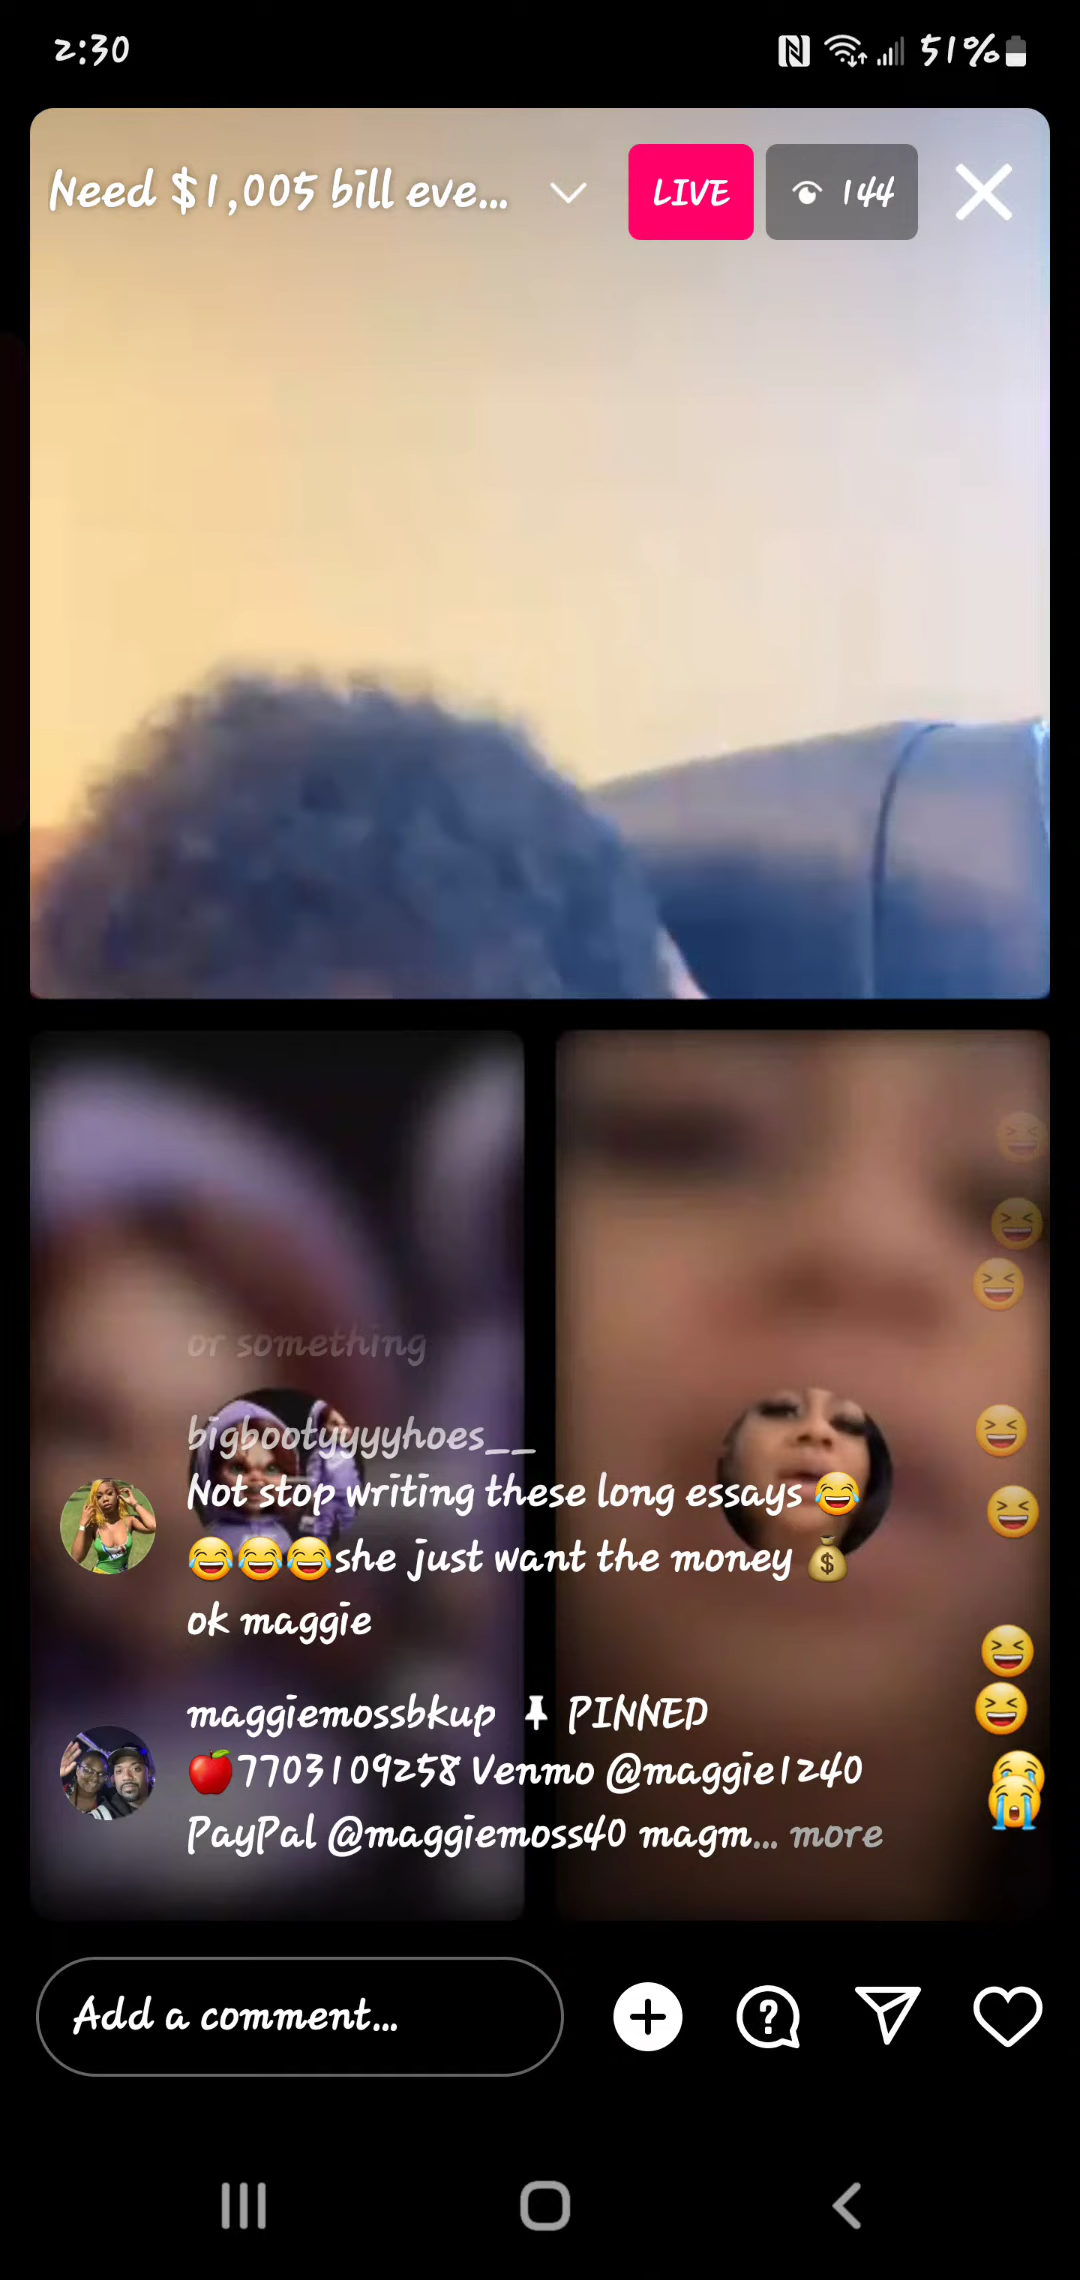 2:30
51%
Need $1,005 bill eve...
LIVE
144
or something
bigbootyyyyhoes__
Not stop writing these long essays 😂
😂😂😂she just want the money 💰
ok maggie
maggiemossbkup 📌 PINNED
🍎7703109258 Venmo @maggie1240
PayPal @maggiemoss40 magm... more
Add a comment...